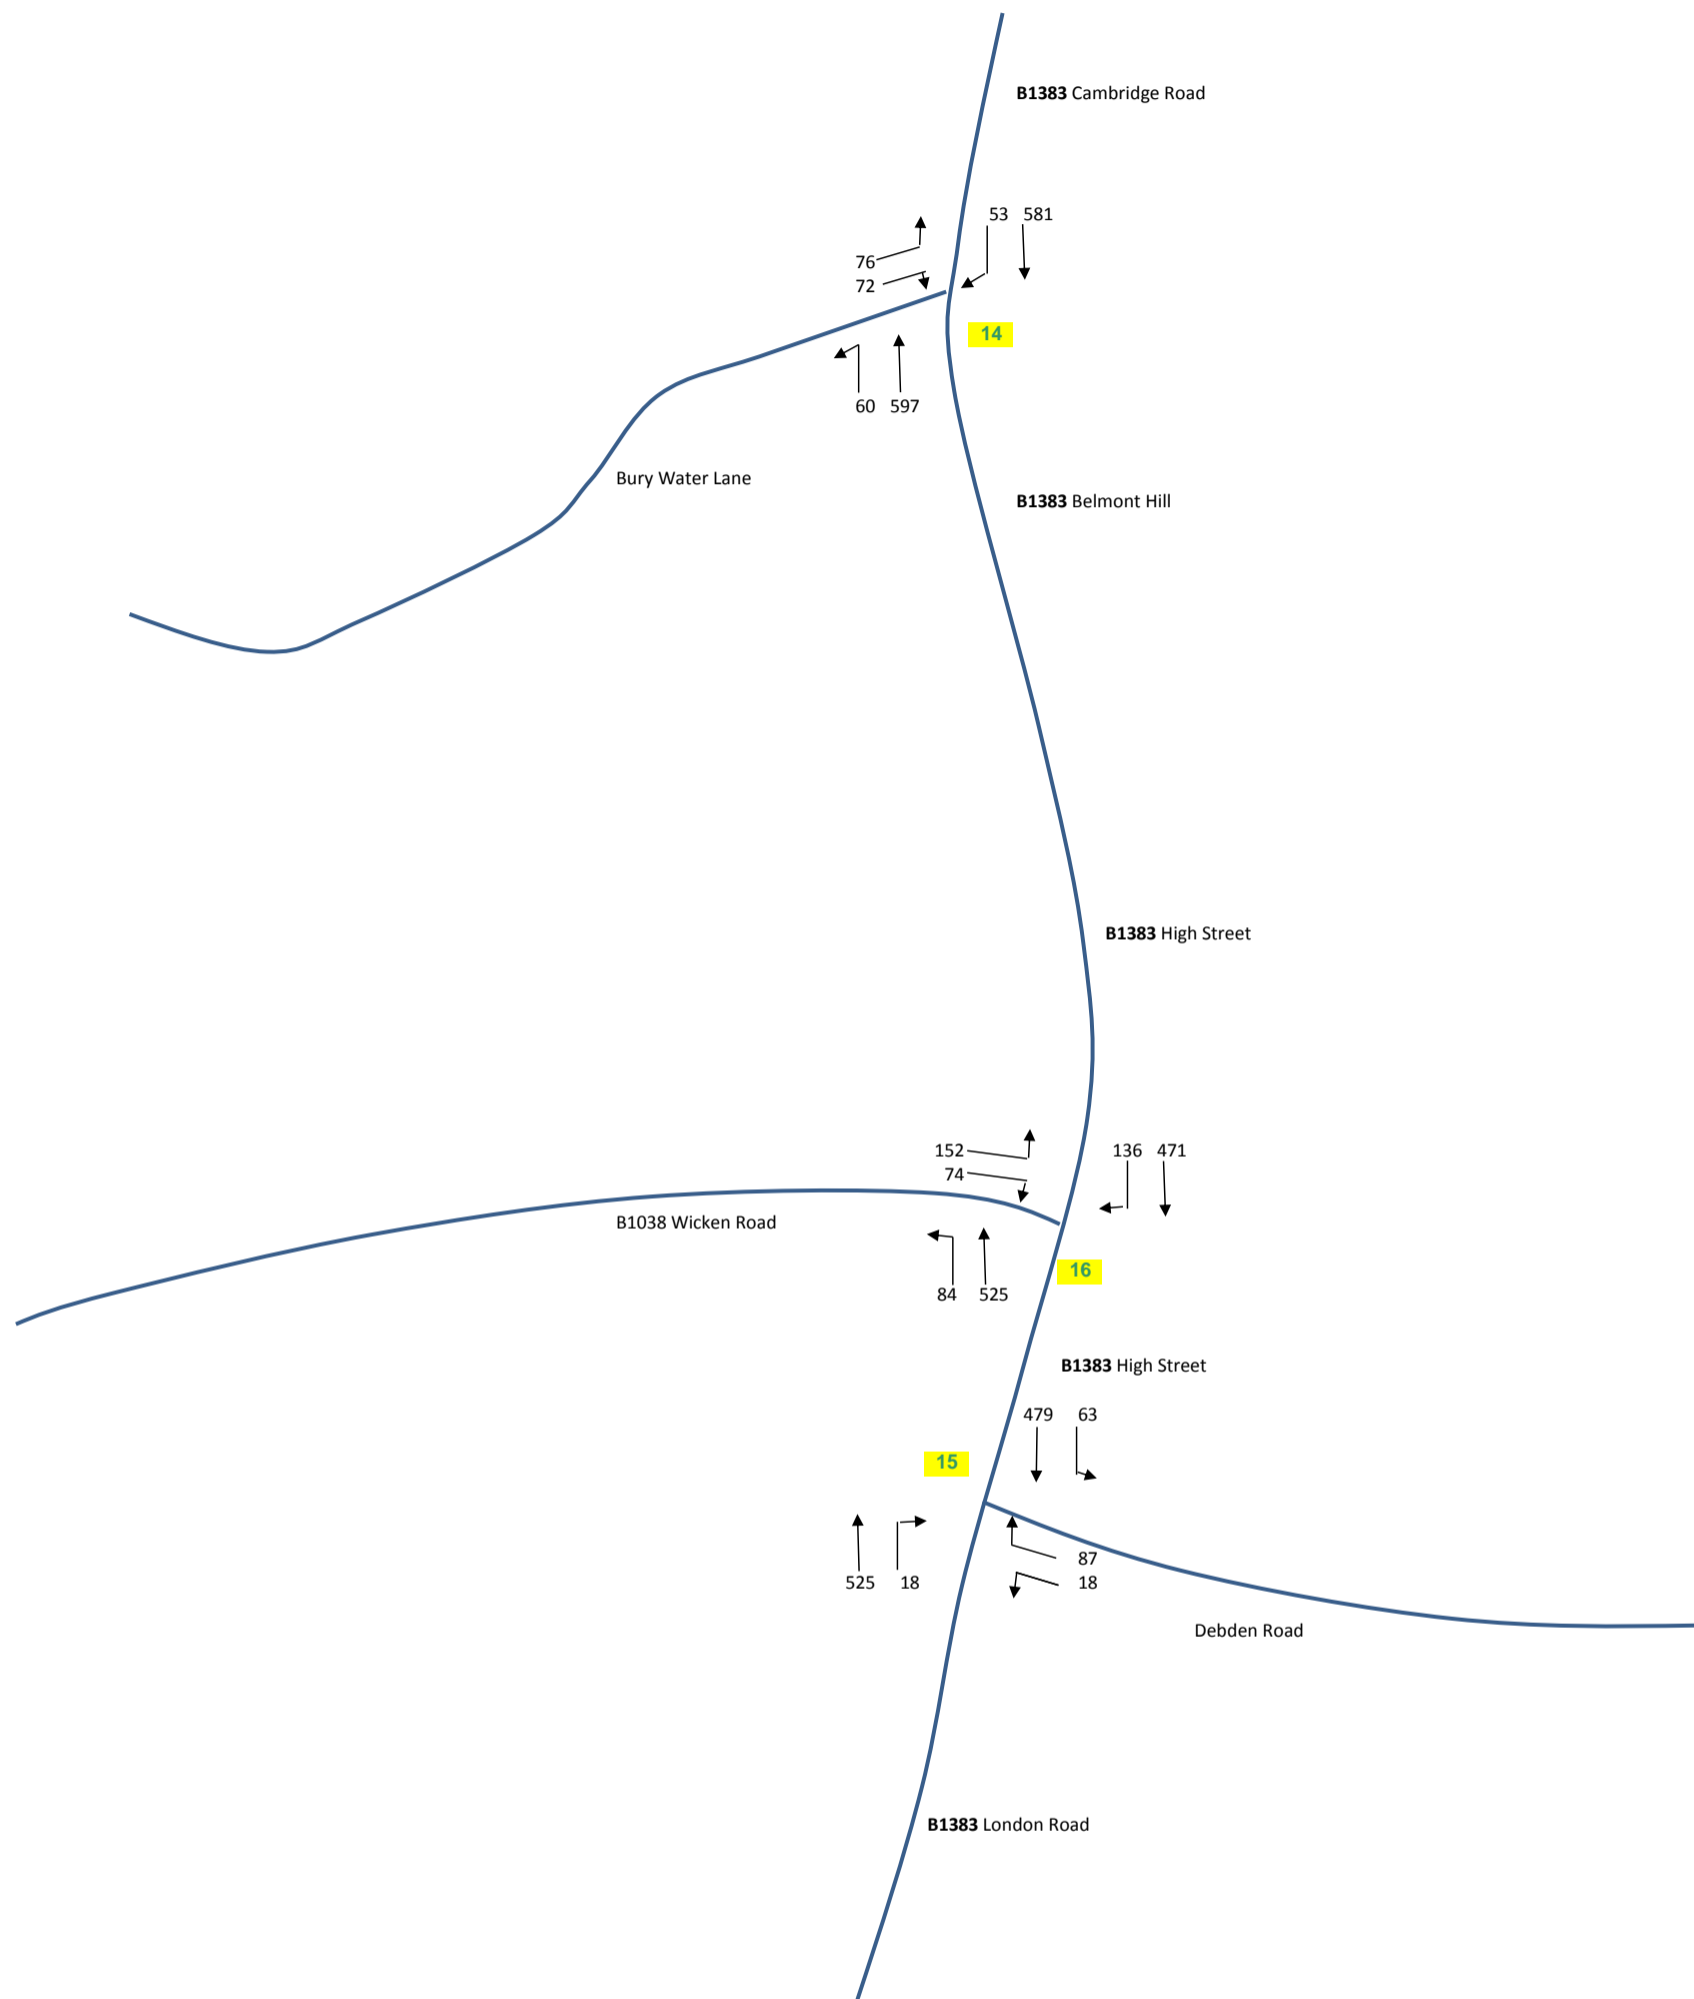 B1383 Cambridge Road
53 581
76
72
14
60 597
Bury Water Lane
B1383 Belmont Hill
B1383 High Street
152
136 471
74
B1038 Wicken Road
16
84 525
B1383 High Street
479 63
15
87
525 18
18
Debden Road
B1383 London Road